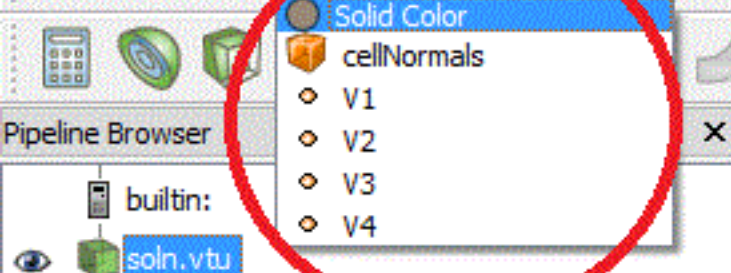 Solid Color
cellNormals
V1
Pipeline Browser
V2
V3
builtin:
V4
soln.vtu